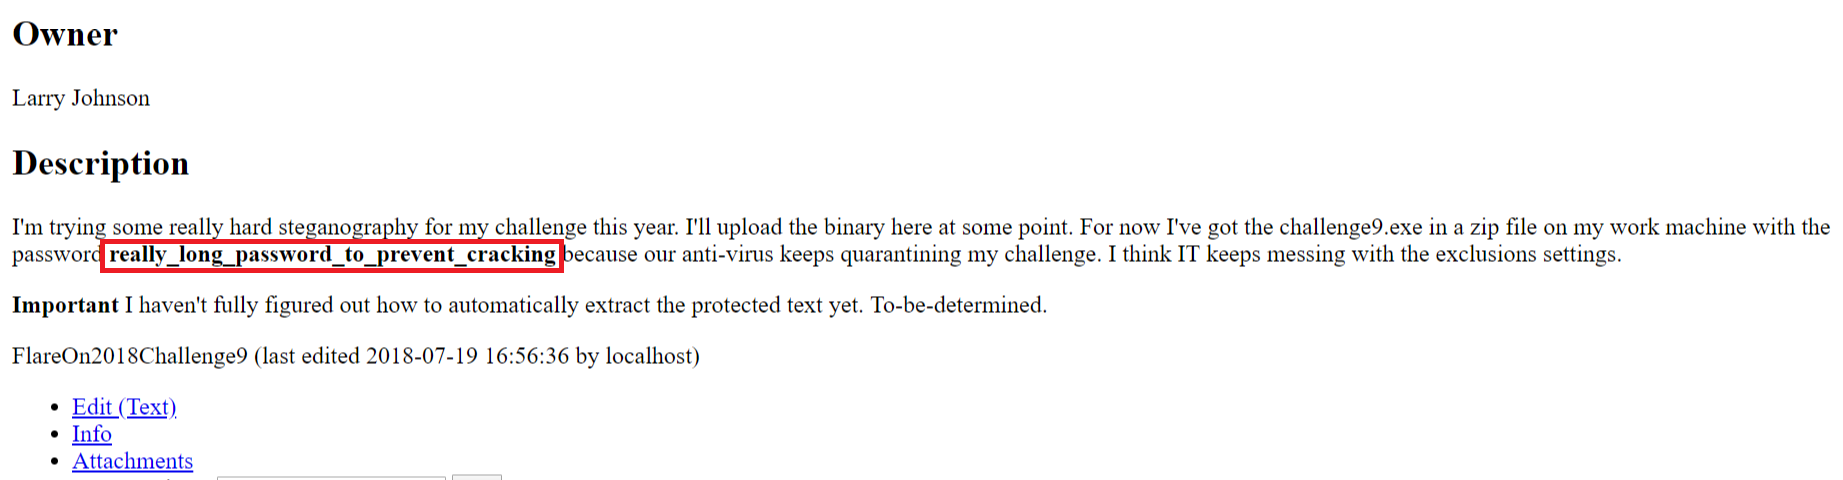 Owner
Larry Johnson
Description
I'm trying some really hard steganography for my challenge this year. I'll upload the binary here at some point. For now I've got the challenge9.exe in a zip file on my work machine with the
password really_long_password_to_prevent_cracking because our anti-virus keeps quarantining my challenge. I think IT keeps messing with the exclusions settings.
Important I haven't fully figured out how to automatically extract the protected text yet. To-be-determined.
FlareOn2018Challenge9 (last edited 2018-07-19 16:56:36 by localhost)
Edit (Text)
Info
Attachments